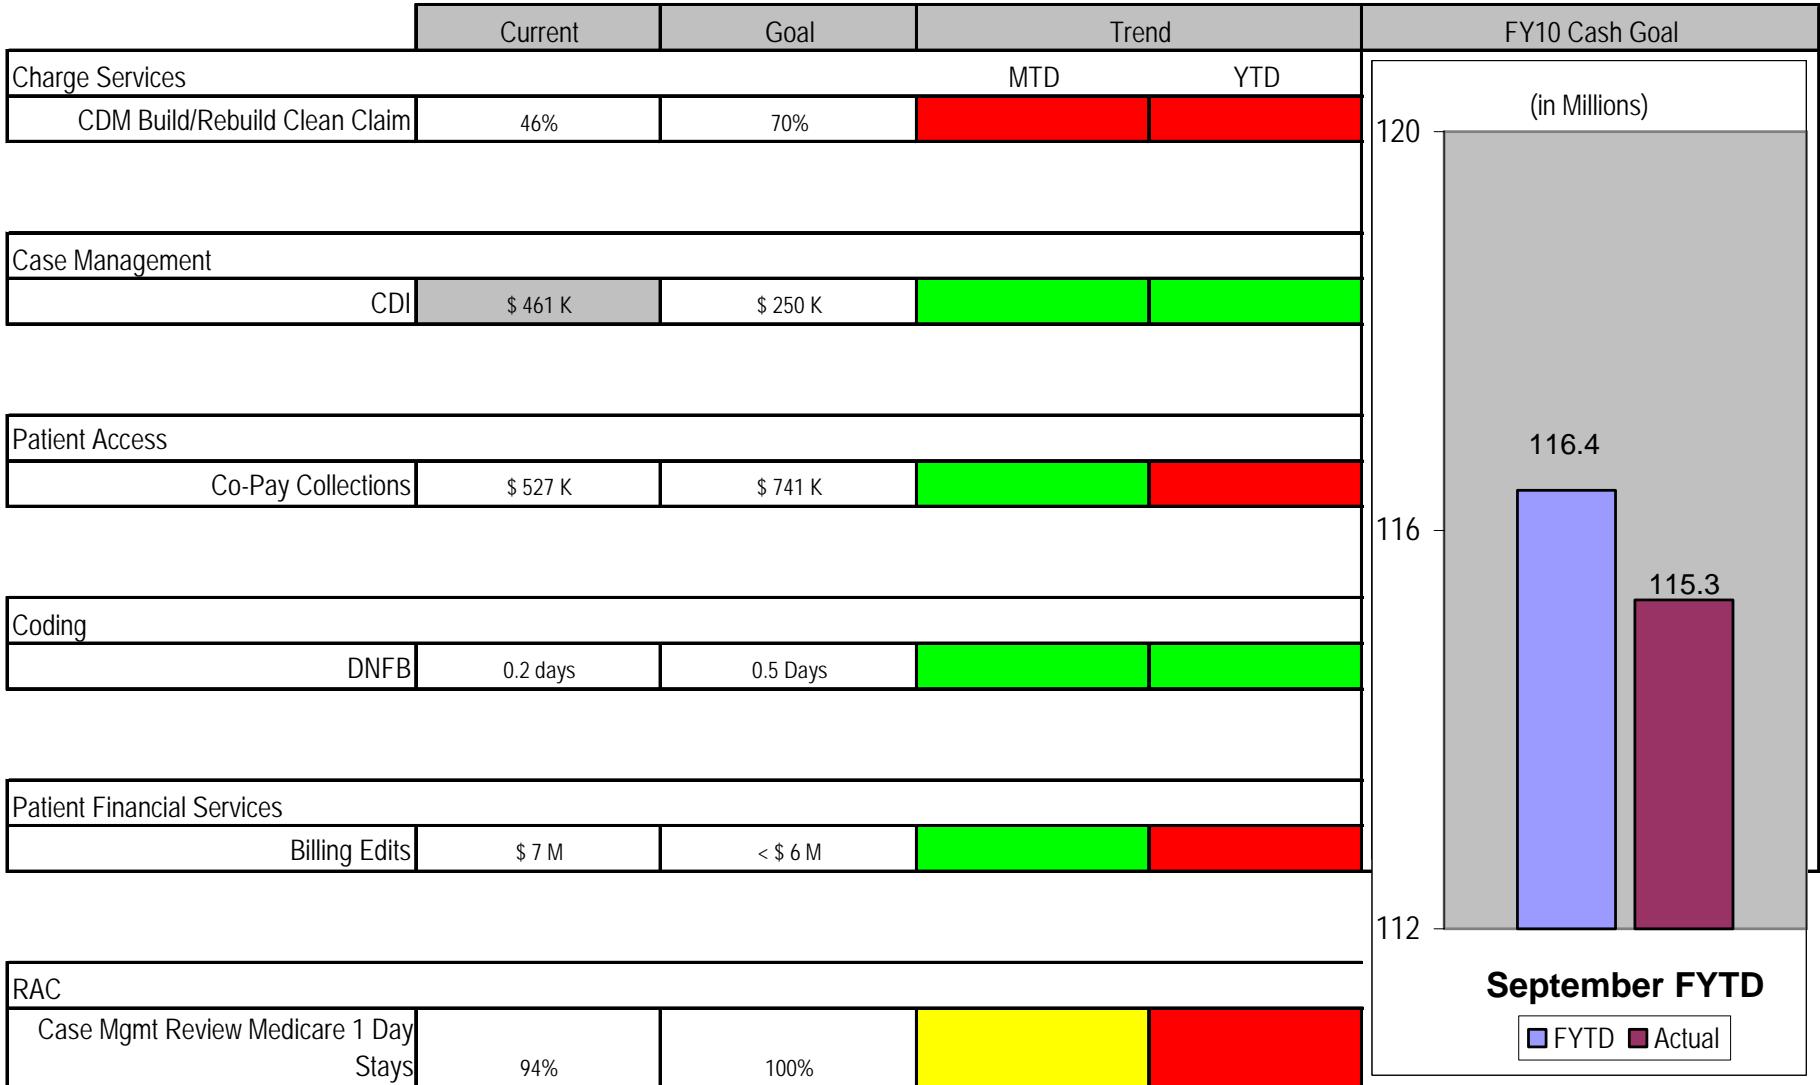 Current Goal Trend FY10 Cash Goal
Charge Services MTD YTD
CDM Build/Rebuild Clean Claim 46% 70%
Case Management
CDI $ 461 K $ 250 K
Patient Access
Co-Pay Collections $ 527 K $ 741 K
Coding
DNFB 0.2 days 0.5 Days
Patient Financial Services
Billing Edits $ 7 M < $ 6 M
RAC
Case Mgmt Review Medicare 1 Day
Stays 94% 100%
(in Millions)
120
116.4
116
115.3
112
September FYTD
FYTD Actual